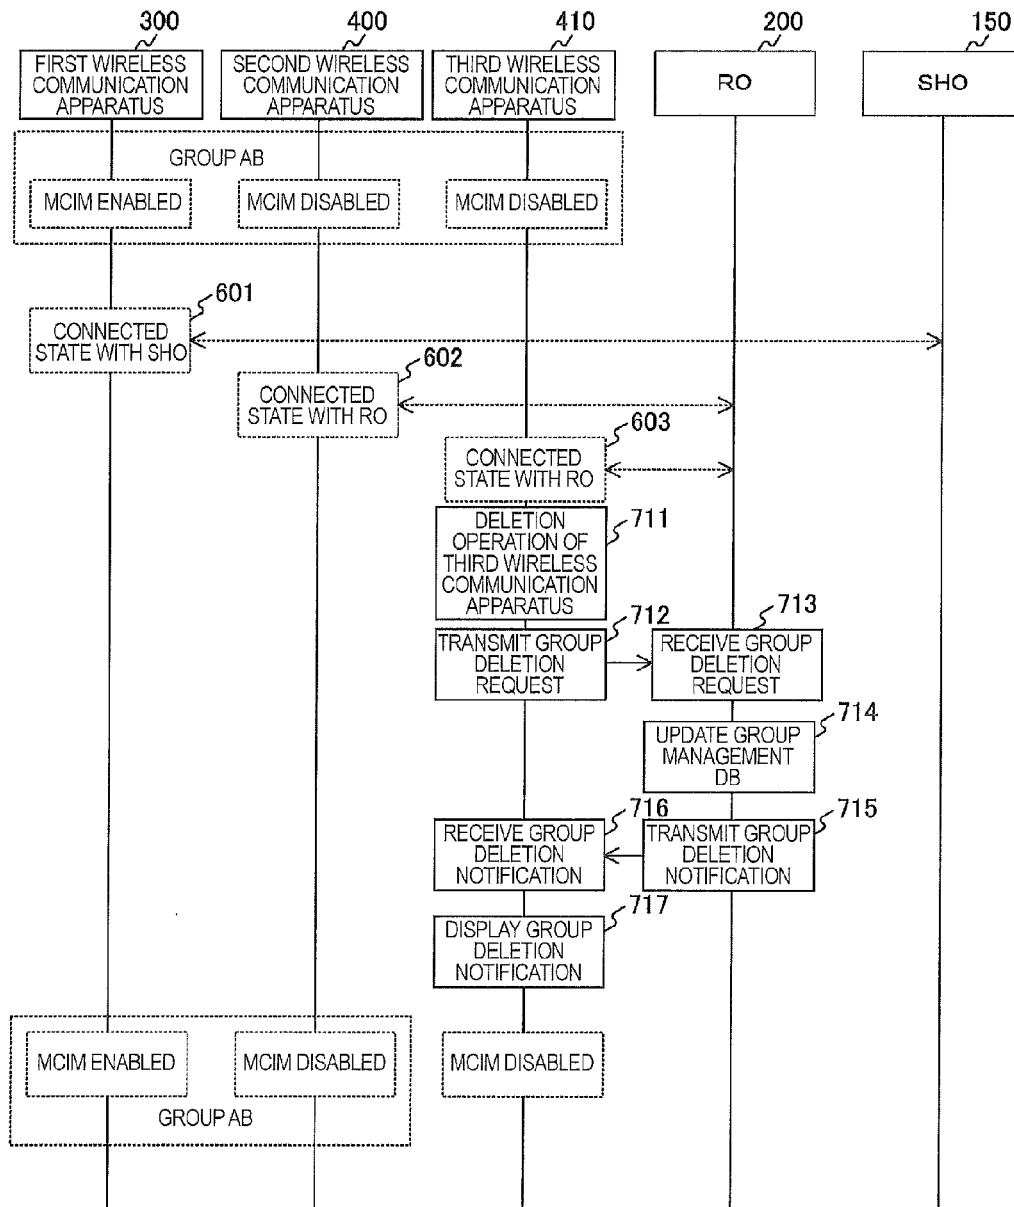 300
400
410
200
150
FIRST WIRELESS
COMMUNICATION
APPARATUS
SECOND WIRELESS
COMMUNICATION
APPARATUS
THIRD WIRELESS
COMMUNICATION
APPARATUS
RO
SHO
GROUP AB
MCIM ENABLED
MCIM DISABLED
MCIM DISABLED
601
CONNECTED
STATE WITH SHO
602
CONNECTED
STATE WITH RO
603
CONNECTED
STATE WITH RO
711
DELETION
OPERATION OF
THIRD WIRELESS
COMMUNICATION
APPARATUS
712
TRANSMIT GROUP
DELETION
REQUEST
713
RECEIVE GROUP
DELETION
REQUEST
714
UPDATE GROUP
MANAGEMENT
DB
715
TRANSMIT GROUP
DELETION
NOTIFICATION
716
RECEIVE GROUP
DELETION
NOTIFICATION
717
DISPLAY GROUP
DELETION
NOTIFICATION
MCIM ENABLED
MCIM DISABLED
MCIM DISABLED
GROUP AB